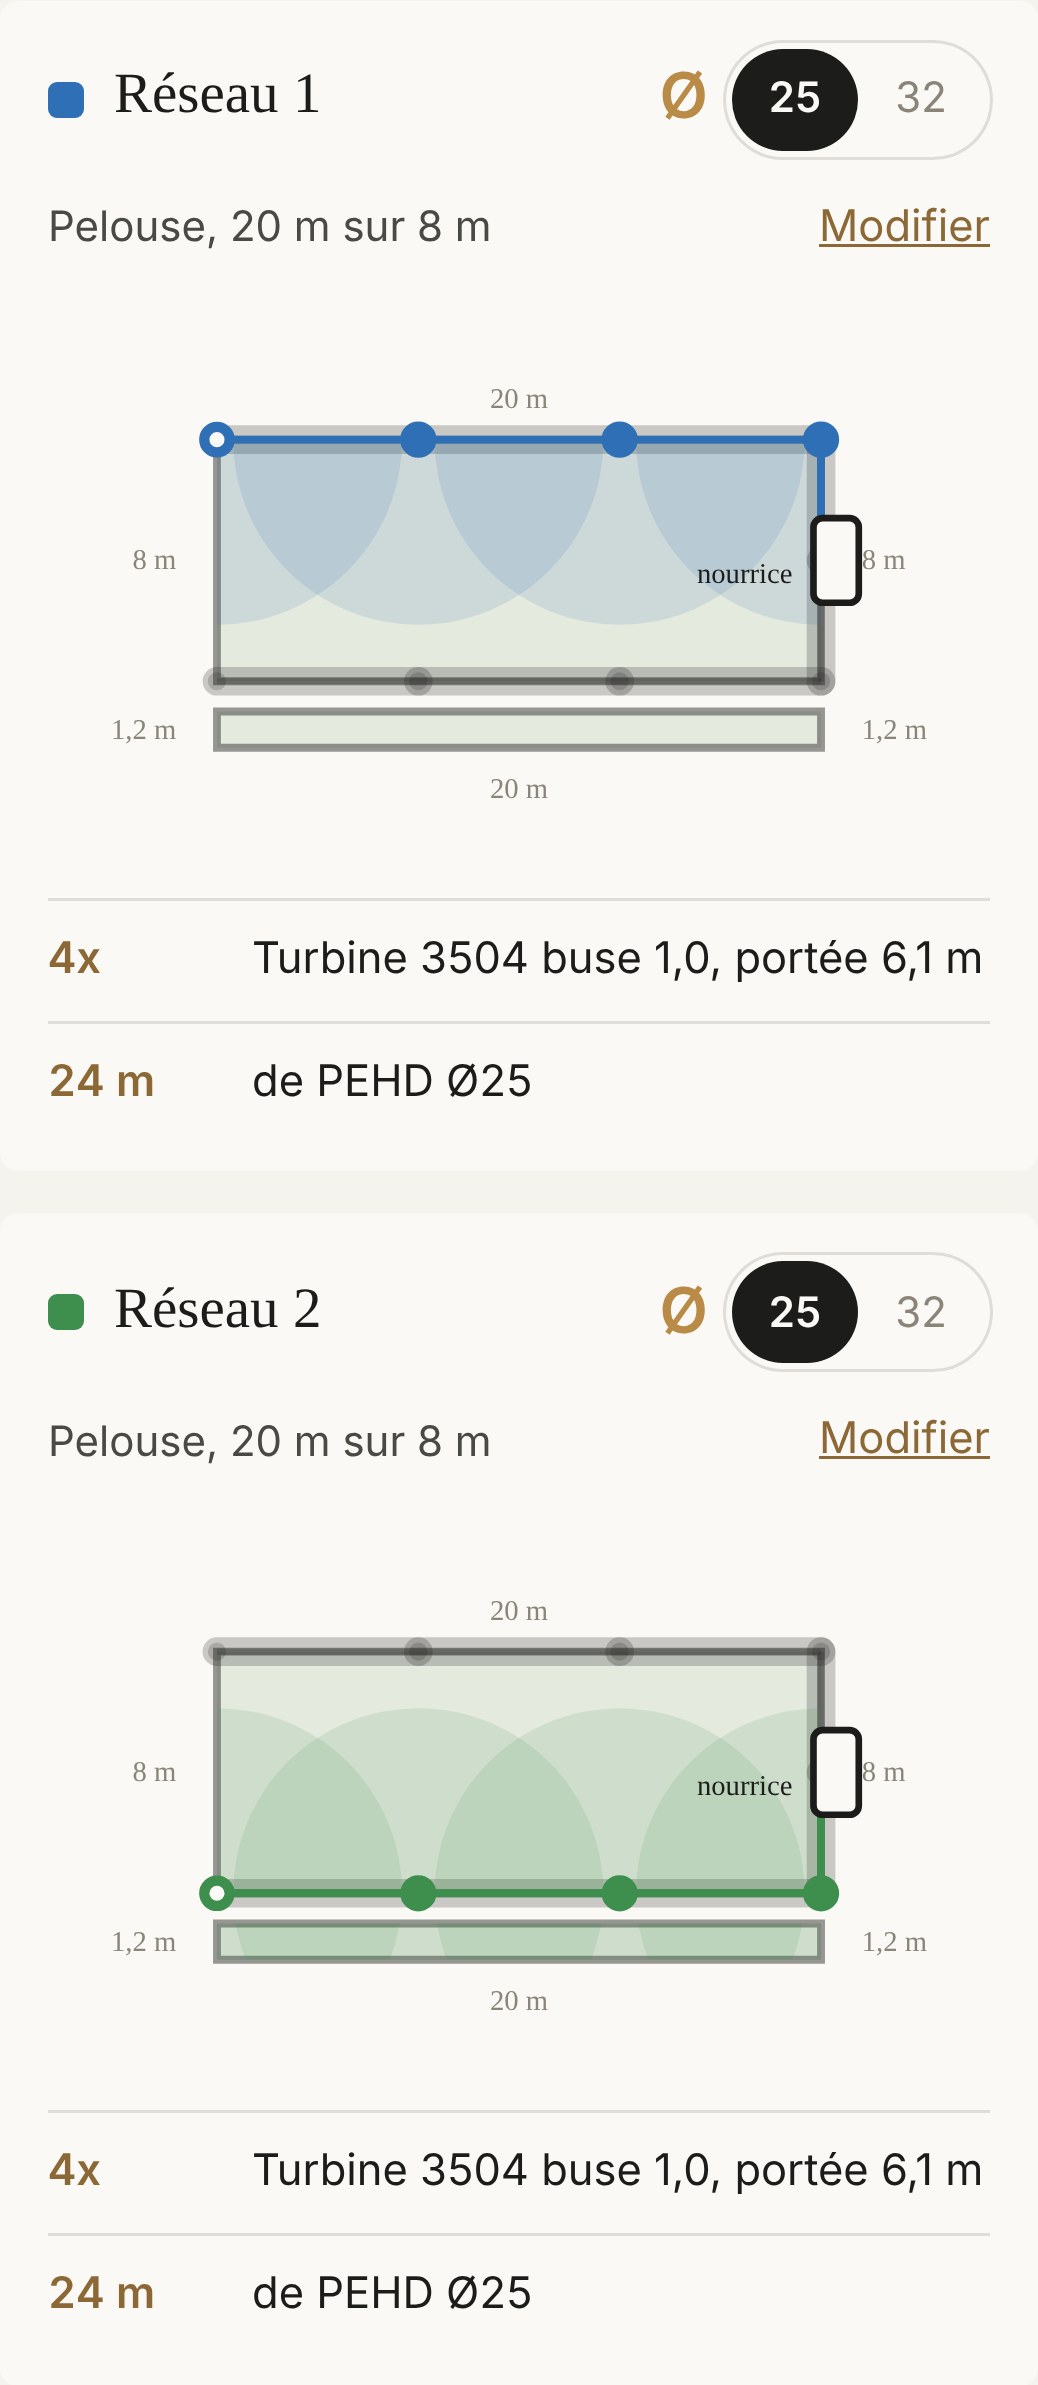 Réseau 1
Ø 25 32
Pelouse, 20 m sur 8 m
Modifier
20 m
8 m
nourrice
8 m
1,2 m
1,2 m
20 m
4x Turbine 3504 buse 1,0, portée 6,1 m
24 m de PEHD Ø25
Réseau 2
Ø 25 32
Pelouse, 20 m sur 8 m
Modifier
20 m
8 m
nourrice
8 m
1,2 m
1,2 m
20 m
4x Turbine 3504 buse 1,0, portée 6,1 m
24 m de PEHD Ø25